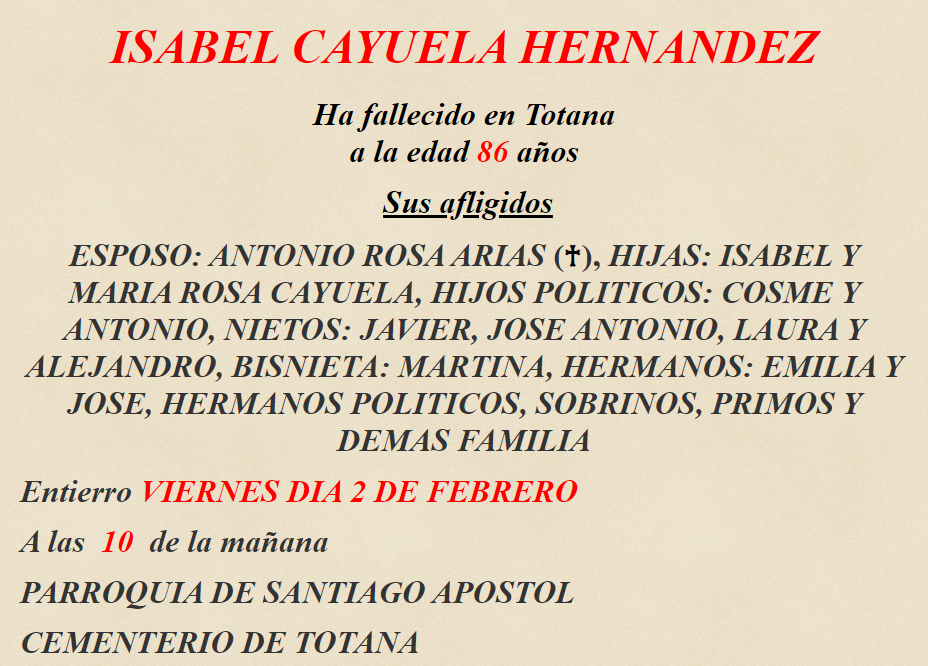 ISABEL CAYUELA HERNANDEZ
Ha fallecido en Totana
a la edad 86 años
Sus afligidos
ESPOSO: ANTONIO ROSA ARIAS (✝), HIJAS: ISABEL Y
MARIA ROSA CAYUELA, HIJOS POLITICOS: COSME Y
ANTONIO, NIETOS: JAVIER, JOSE ANTONIO, LAURA Y
ALEJANDRO, BISNIETA: MARTINA, HERMANOS: EMILIA Y
JOSE, HERMANOS POLITICOS, SOBRINOS, PRIMOS Y
DEMAS FAMILIA
Entierro VIERNES DIA 2 DE FEBRERO
A las 10 de la mañana
PARROQUIA DE SANTIAGO APOSTOL
CEMENTERIO DE TOTANA